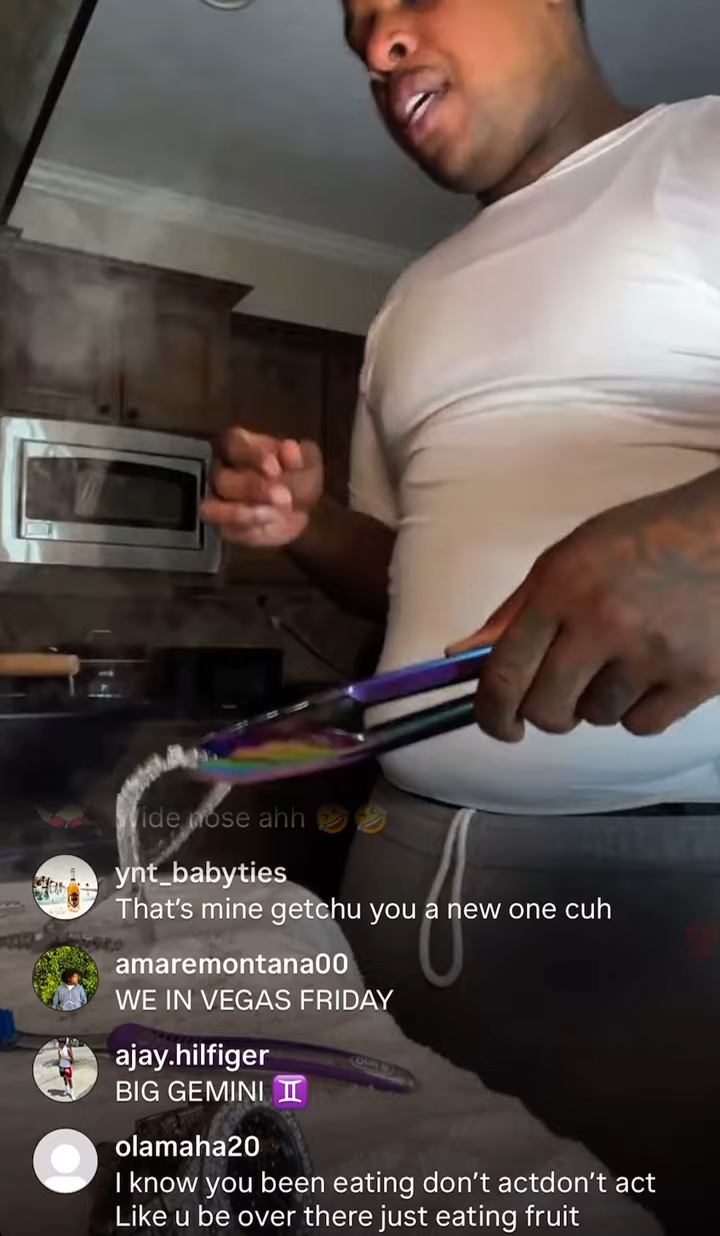 Wide nose ahh 🤣🤣
ynt_babyties
That's mine getchu you a new one cuh
amaremontana00
WE IN VEGAS FRIDAY
ajay.hilfiger
BIG GEMINI ♊
olamaha20
I know you been eating don't actdon't act
Like u be over there just eating fruit